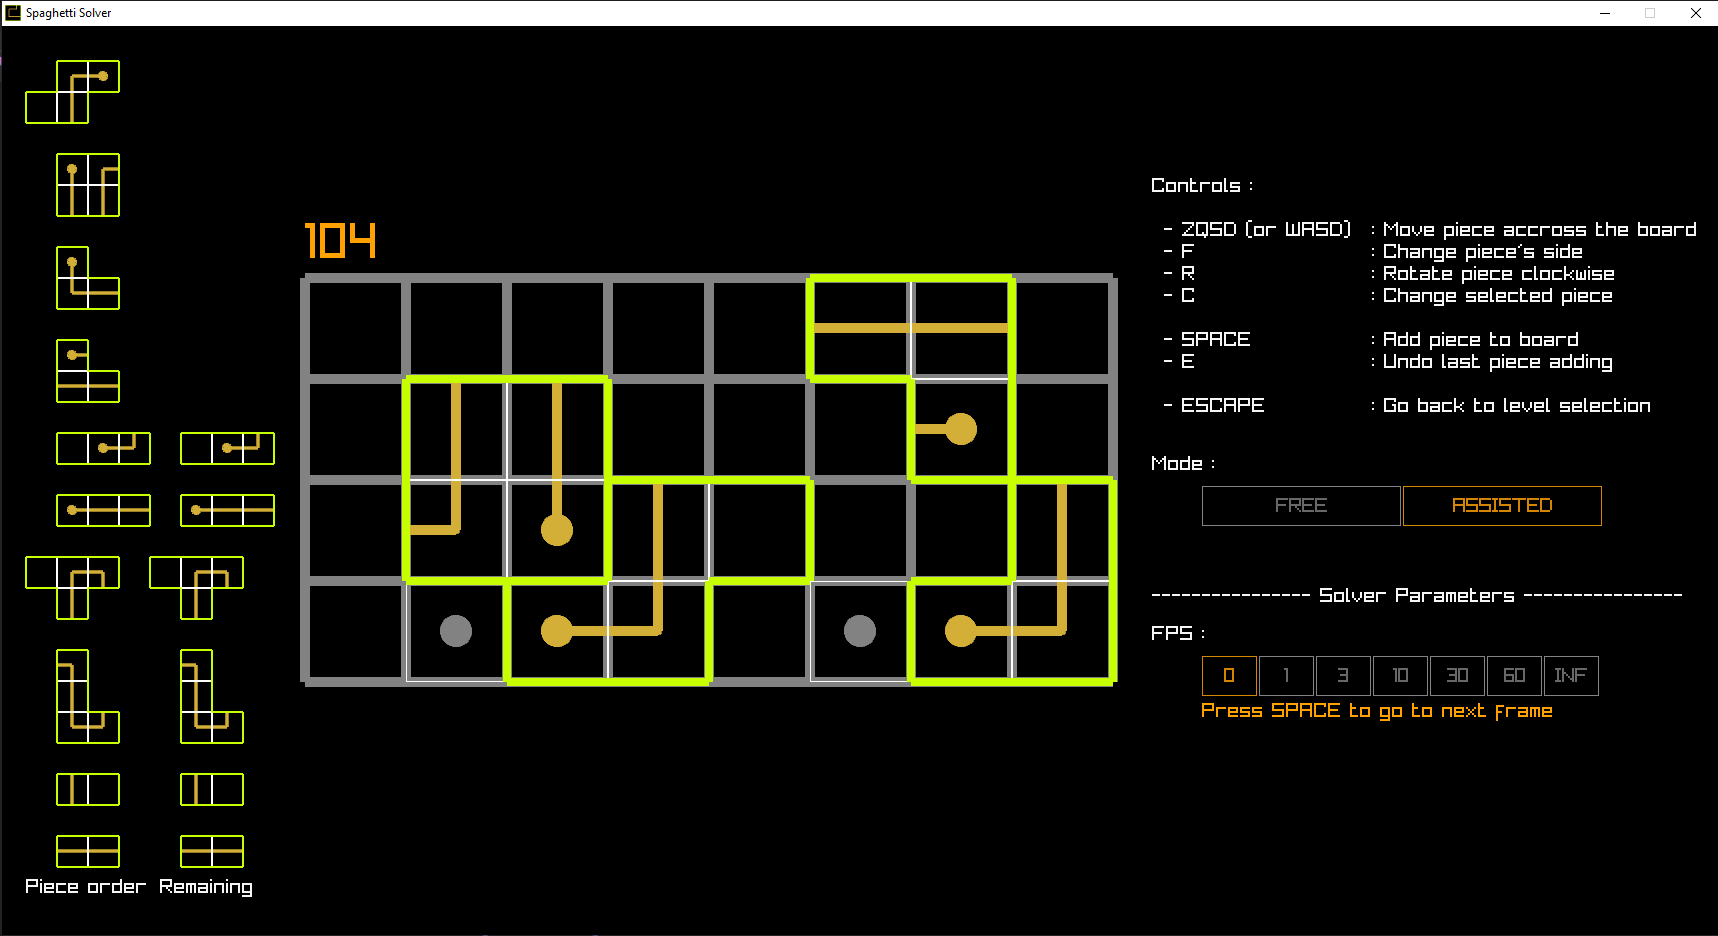 Spaghetti Solver
104
Controls :
- ZQSD (or WASD) : Move piece accross the board
- F : Change piece's side
- R : Rotate piece clockwise
- C : Change selected piece
- SPACE : Add piece to board
- E : Undo last piece adding
- ESCAPE : Go back to level selection
Mode :
FREE ASSISTED
---------------- Solver Parameters ----------------
FPS :
0 1 3 10 30 60 INF
Press SPACE to go to next frame
Piece order Remaining